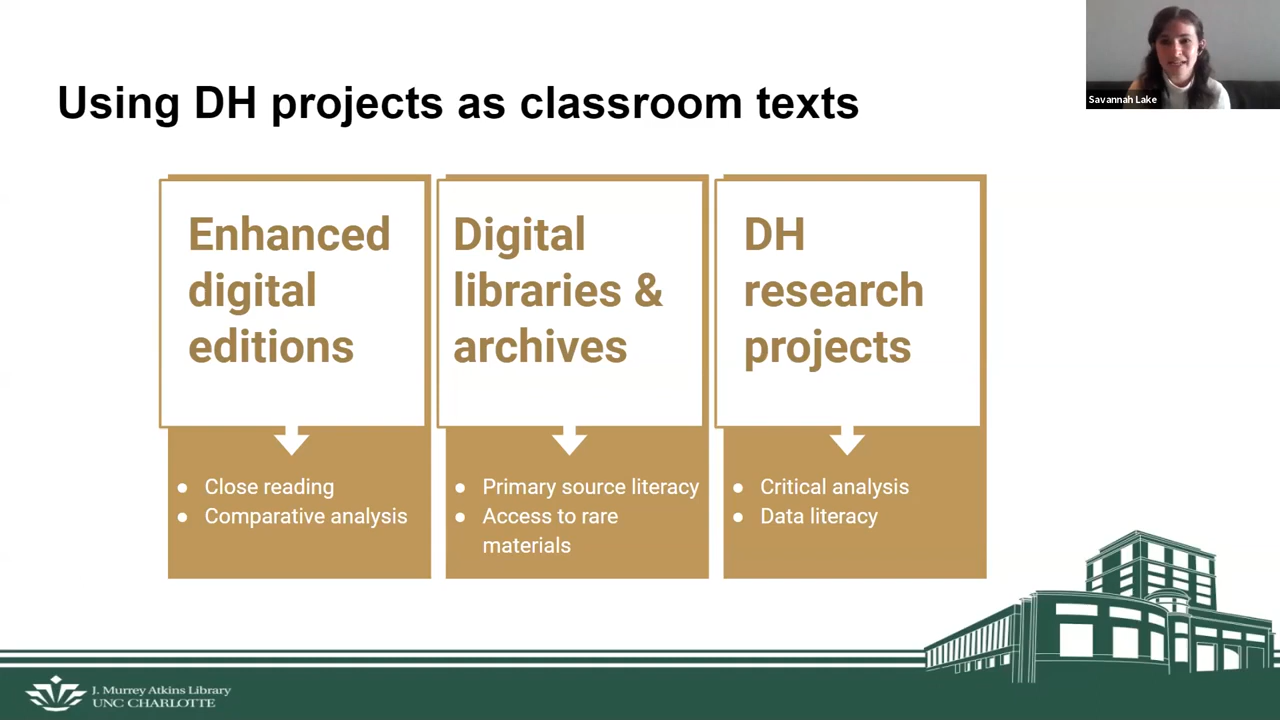 Using DH projects as classroom texts
Savannah Lake
Enhanced
digital
editions
● Close reading
● Comparative analysis
Digital
libraries &
archives
● Primary source literacy
● Access to rare
materials
DH
research
projects
● Critical analysis
● Data literacy
J. Murrey Atkins Library
UNC CHARLOTTE